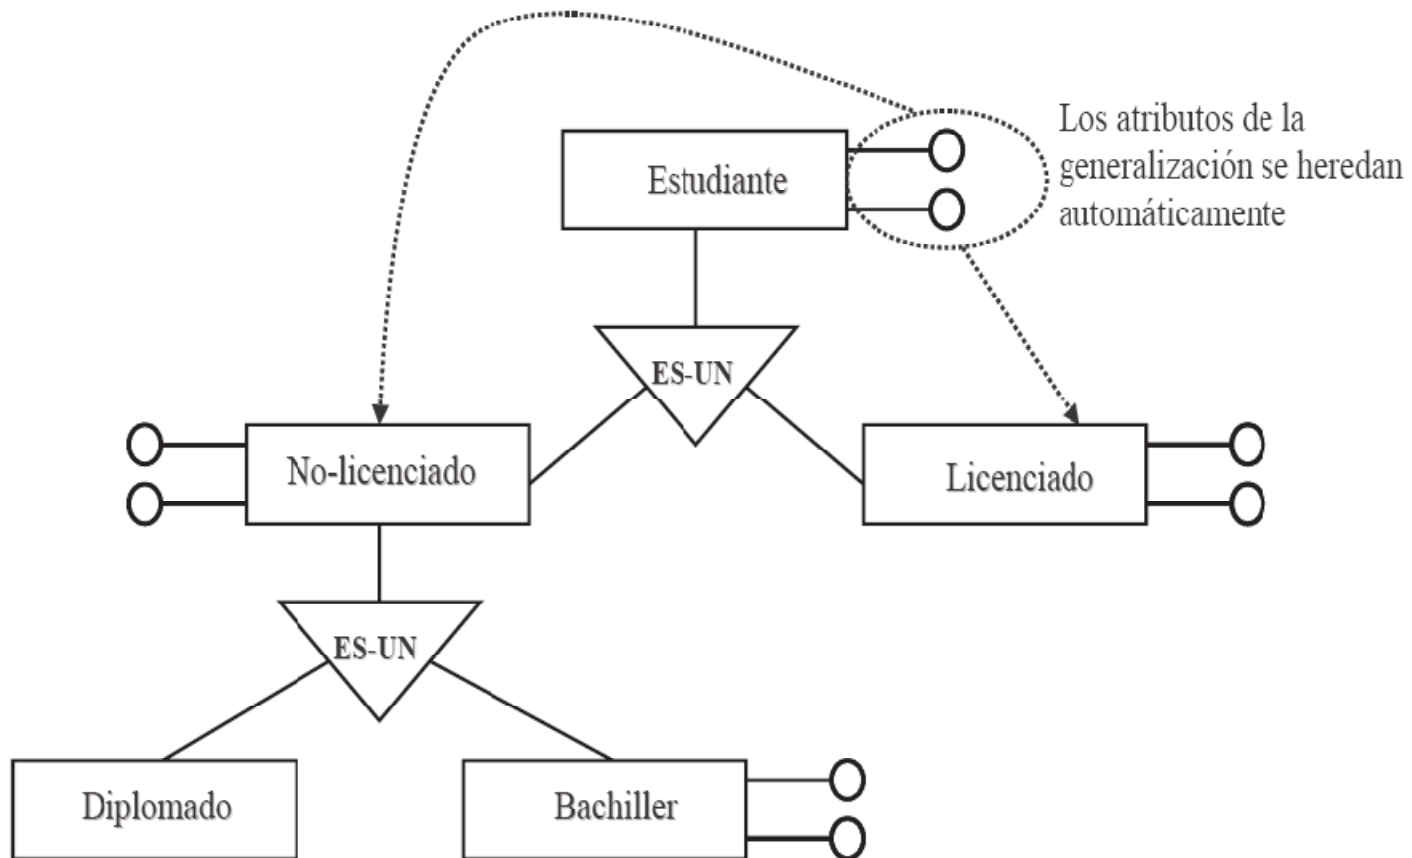 Los atributos de la
generalización se heredan
automáticamente
Estudiante
ES-UN
No-licenciado
Licenciado
ES-UN
Diplomado
Bachiller